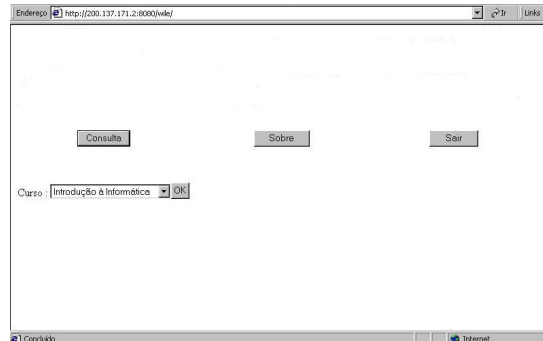 Endereço http://200.137.171.2:8080/wile/ Ir Links
Consulta Sobre Sair
Curso : Introdução à Informática OK
Concluído Internet